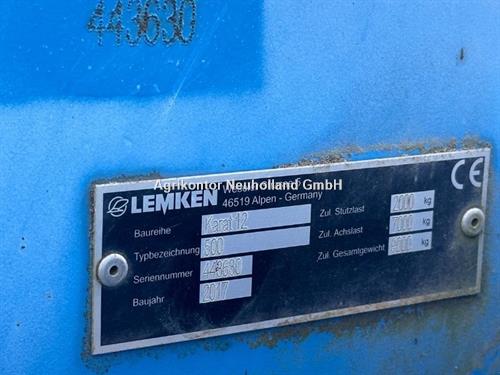 443630
Agrikontor Neuholland GmbH
LEMKEN
46519 Alpen - Germany
CE
Baureihe Karat 12
Typbezeichnung 500
Seriennummer 443630
Baujahr 2017
Zul. Stützlast 2000 kg
Zul. Achslast 7000 kg
Zul. Gesamtgewicht kg